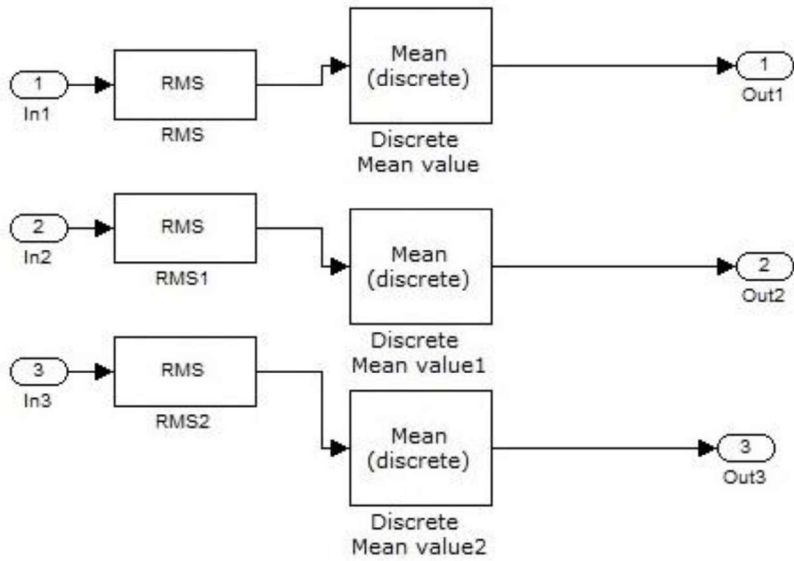 1
In1
RMS
RMS
Mean
(discrete)
Discrete
Mean value
1
Out1
2
In2
RMS
RMS1
Mean
(discrete)
Discrete
Mean value1
2
Out2
3
In3
RMS
RMS2
Mean
(discrete)
Discrete
Mean value2
3
Out3